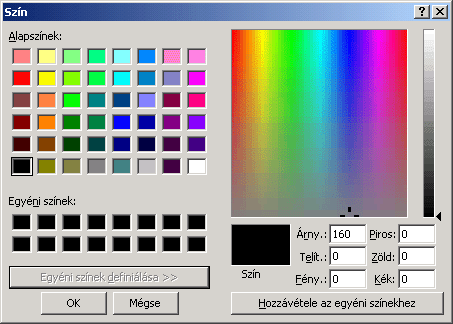 Szín
Alapszínek:
Egyéni színek:
Egyéni színek definiálása >>
OK
Mégse
Szín
Árny.: 160
Telít.: 0
Fény.: 0
Piros: 0
Zöld: 0
Kék: 0
Hozzávétele az egyéni színekhez